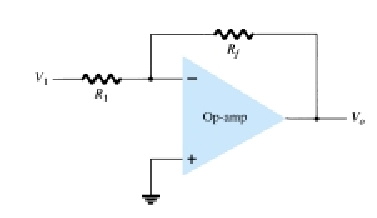 R_f
V_1
R_1
−
Op-amp
V_o
+